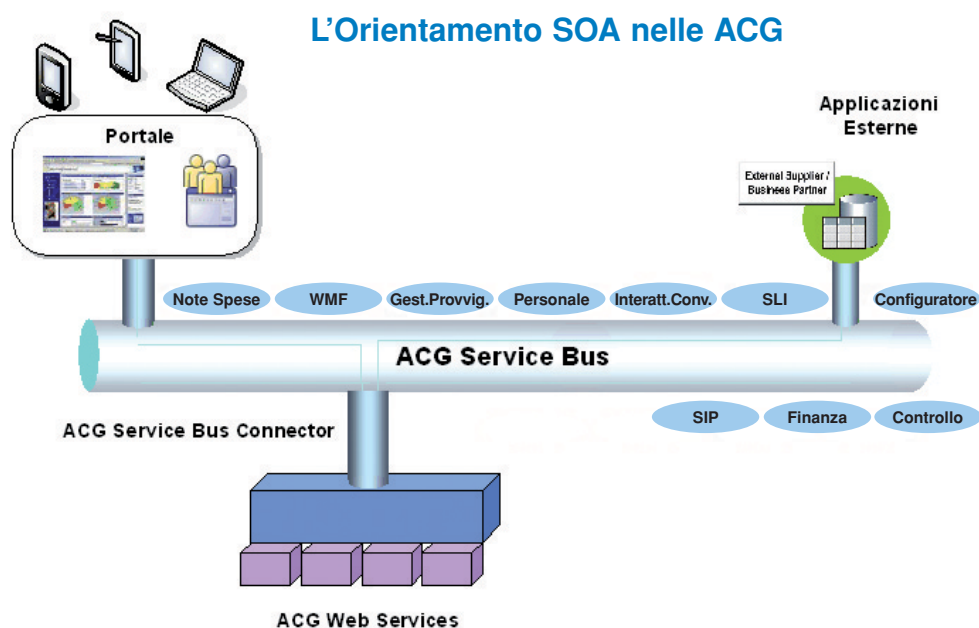 L'Orientamento SOA nelle ACG
Portale
Applicazioni
Esterne
External Supplier /
Business Partner
Note Spese
WMF
Gest.Provvig.
Personale
Interatt.Conv.
SLI
Configuratore
ACG Service Bus
SIP
Finanza
Controllo
ACG Service Bus Connector
ACG Web Services